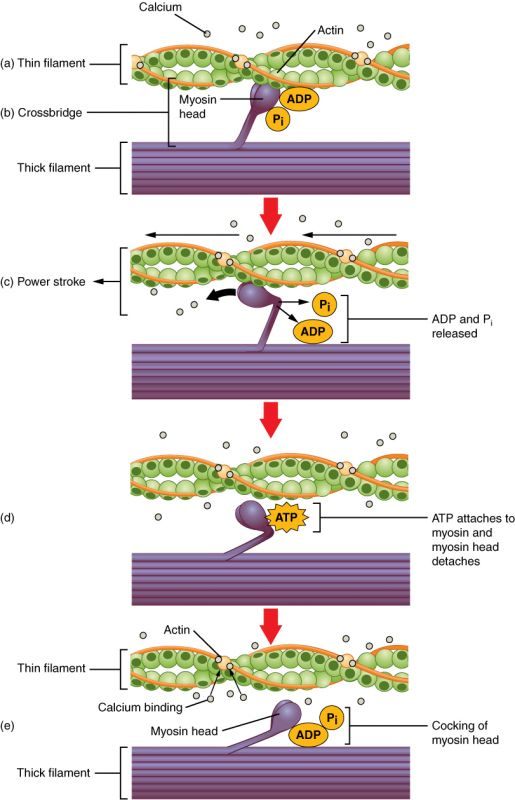 Calcium
Actin
(a) Thin filament
Myosin
head
ADP
Pi
(b) Crossbridge
Thick filament
(c) Power stroke
Pi
ADP
ADP and Pi
released
(d)
ATP
ATP attaches to
myosin and
myosin head
detaches
Actin
Thin filament
Calcium binding
(e)
Myosin head
Pi
ADP
Cocking of
myosin head
Thick filament